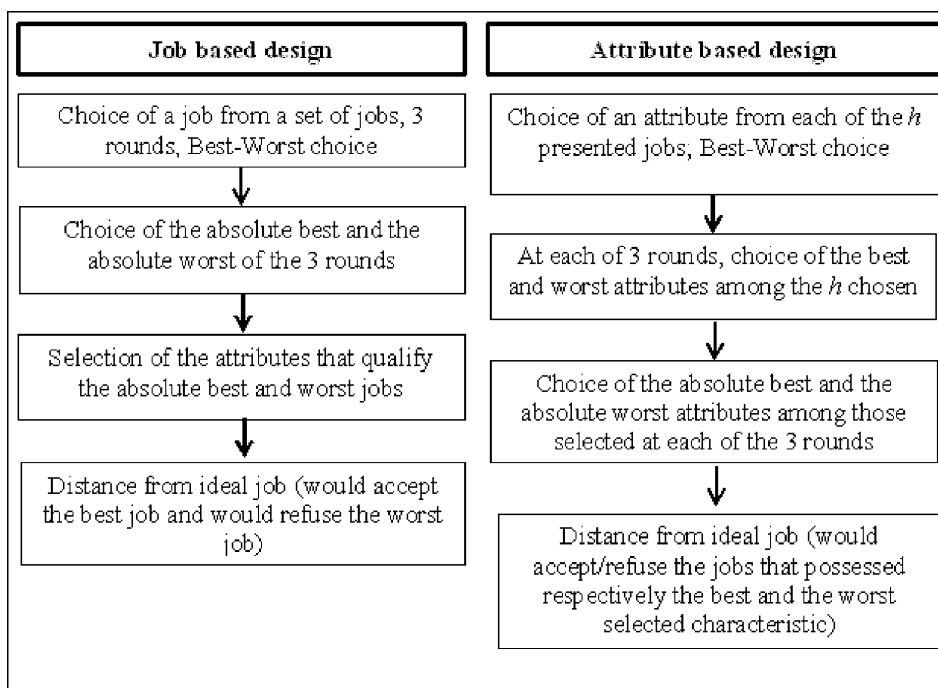 Job based design
Choice of a job from a set of jobs, 3
rounds, Best-Worst choice
Choice of the absolute best and the
absolute worst of the 3 rounds
Selection of the attributes that qualify
the absolute best and worst jobs
Distance from ideal job (would accept
the best job and would refuse the worst
job)
Attribute based design
Choice of an attribute from each of the h
presented jobs; Best-Worst choice
At each of 3 rounds, choice of the best
and worst attributes among the h chosen
Choice of the absolute best and the
absolute worst attributes among those
selected at each of the 3 rounds
Distance from ideal job (would
accept/refuse the jobs that possessed
respectively the best and the worst
selected characteristic)